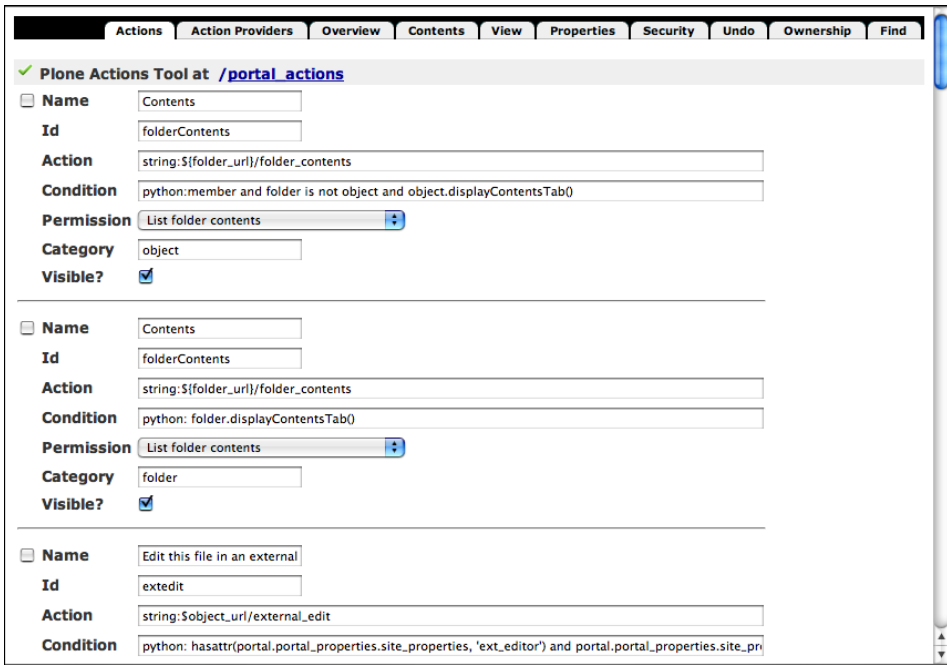 Actions Action Providers Overview Contents View Properties Security Undo Ownership Find
Plone Actions Tool at /portal_actions
Name Contents
Id folderContents
Action string:${folder_url}/folder_contents
Condition python:member and folder is not object and object.displayContentsTab()
Permission List folder contents
Category object
Visible?
Name Contents
Id folderContents
Action string:${folder_url}/folder_contents
Condition python: folder.displayContentsTab()
Permission List folder contents
Category folder
Visible?
Name Edit this file in an external
Id extedit
Action string:$object_url/external_edit
Condition python: hasattr(portal.portal_properties.site_properties, 'ext_editor') and portal.portal_properties.site_pro